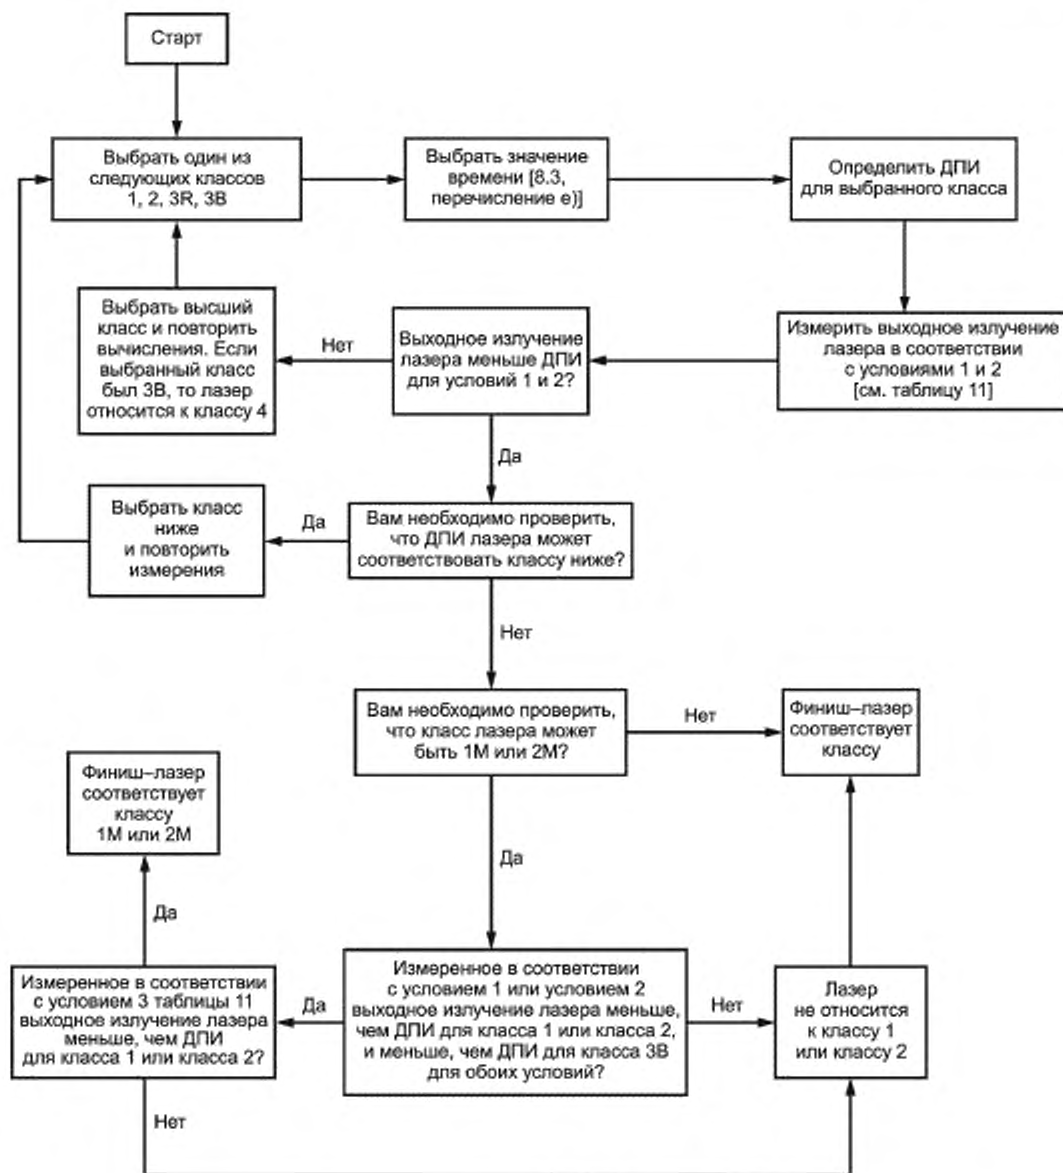 Старт
Выбрать один из
следующих классов
1, 2, 3R, 3B
Выбрать значение
времени [8.3,
перечисление е)]
Определить ДПИ
для выбранного класса
Выбрать высший
класс и повторить
вычисления. Если
выбранный класс
был 3В, то лазер
относится к классу 4
Нет
Выходное излучение
лазера меньше ДПИ
для условий 1 и 2?
Измерить выходное излучение
лазера в соответствии
с условиями 1 и 2
[см. таблицу 11]
Да
Выбрать класс
ниже
и повторить
измерения
Да
Вам необходимо проверить,
что ДПИ лазера может
соответствовать классу ниже?
Нет
Вам необходимо проверить,
что класс лазера может
быть 1М или 2М?
Нет
Финиш–лазер
соответствует
классу
Финиш–лазер
соответствует
классу
1М или 2М
Да
Да
Измеренное в соответствии
с условием 3 таблицы 11
выходное излучение лазера
меньше, чем ДПИ
для класса 1 или класса 2?
Да
Измеренное в соответствии
с условием 1 или условием 2
выходное излучение лазера меньше,
чем ДПИ для класса 1 или класса 2,
и меньше, чем ДПИ для класса 3В
для обоих условий?
Нет
Лазер
не относится
к классу 1
или классу 2
Нет